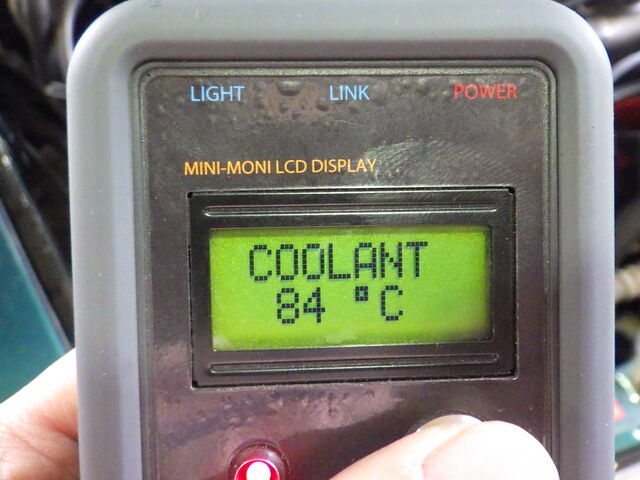 LIGHT LINK POWER
MINI-MONI LCD DISPLAY
COOLANT
84 °C